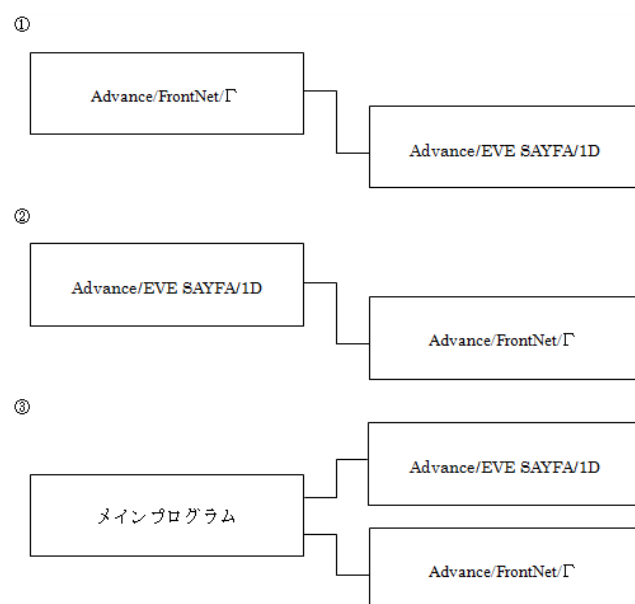 ①
Advance/FrontNet/Γ
Advance/EVE SAYFA/1D
②
Advance/EVE SAYFA/1D
Advance/FrontNet/Γ
③
Advance/EVE SAYFA/1D
メインプログラム
Advance/FrontNet/Γ